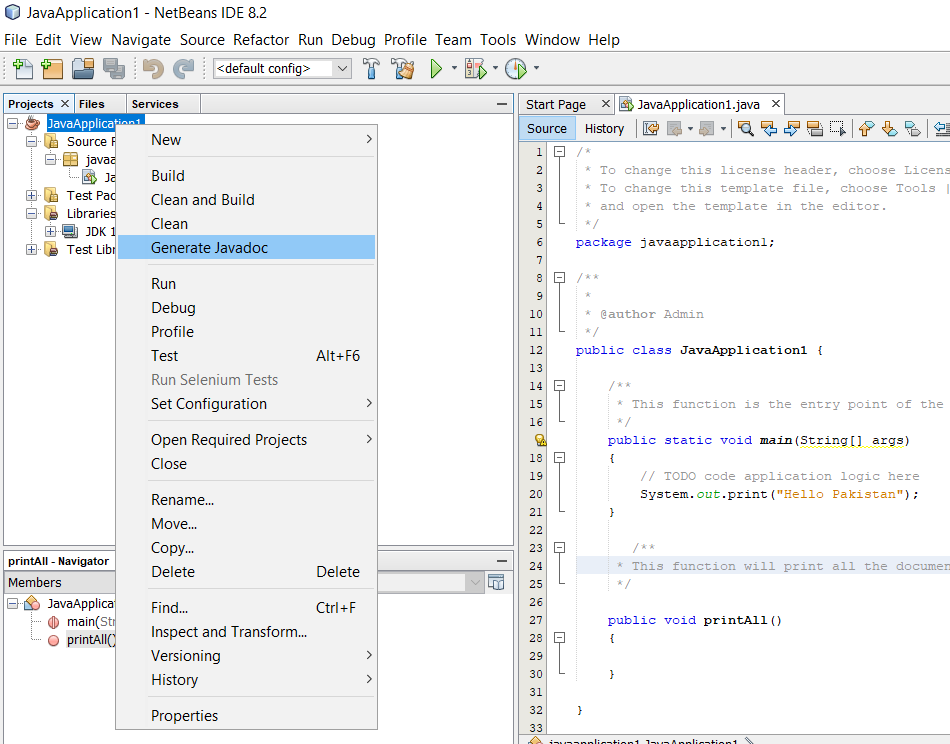 JavaApplication1 - NetBeans IDE 8.2
File Edit View Navigate Source Refactor Run Debug Profile Team Tools Window Help
<default config>
Projects Files Services
JavaApplication1
Source
javaa
Ja
Test Pac
Libraries
JDK 1
Test Libr
New
Build
Clean and Build
Clean
Generate Javadoc
Run
Debug
Profile
Test Alt+F6
Run Selenium Tests
Set Configuration
Open Required Projects
Close
Rename...
Move...
Copy...
Delete Delete
Find... Ctrl+F
Inspect and Transform...
Versioning
History
Properties
printAll - Navigator
Members
JavaApplica
main(Str
printAll()
Start Page JavaApplication1.java
Source History
1 /*
2 * To change this license header, choose Licens
3 * To change this template file, choose Tools |
4 * and open the template in the editor.
5 */
6 package javaapplication1;
7
8 /**
9 *
10 * @author Admin
11 */
12 public class JavaApplication1 {
13
14 /**
15 * This function is the entry point of the
16 */
public static void main(String[] args)
18 {
19 // TODO code application logic here
20 System.out.print("Hello Pakistan");
21 }
22
23 /**
24 * This function will print all the documen
25 */
26
27 public void printAll()
28 {
29
30 }
31
32 }
33
javaapplication1.JavaApplication1